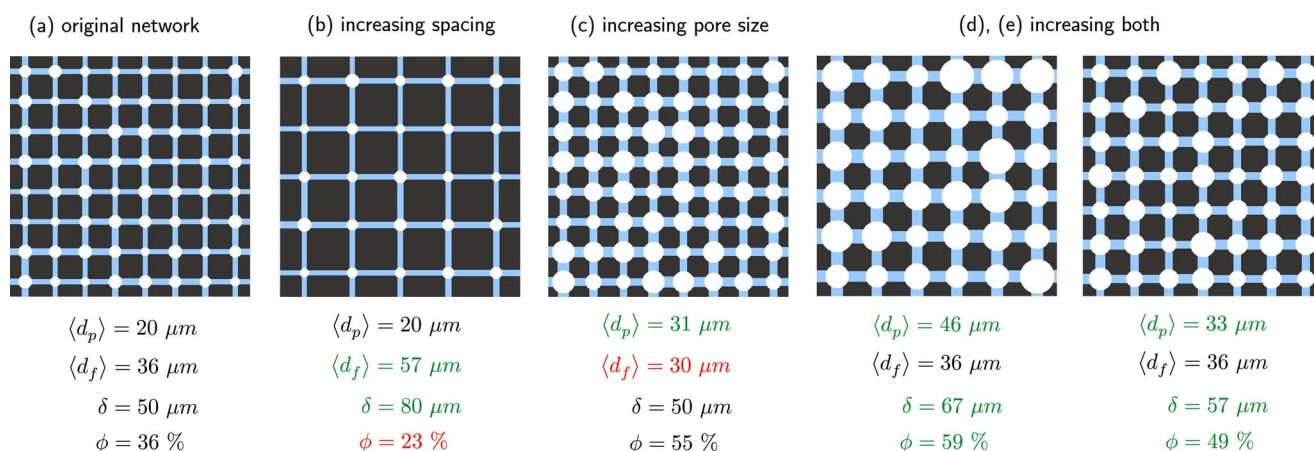 (a) original network
(b) increasing spacing
(c) increasing pore size
(d), (e) increasing both
⟨d_p⟩ = 20 μm
⟨d_f⟩ = 36 μm
δ = 50 μm
ϕ = 36 %
⟨d_p⟩ = 20 μm
⟨d_f⟩ = 57 μm
δ = 80 μm
ϕ = 23 %
⟨d_p⟩ = 31 μm
⟨d_f⟩ = 30 μm
δ = 50 μm
ϕ = 55 %
⟨d_p⟩ = 46 μm
⟨d_f⟩ = 36 μm
δ = 67 μm
ϕ = 59 %
⟨d_p⟩ = 33 μm
⟨d_f⟩ = 36 μm
δ = 57 μm
ϕ = 49 %